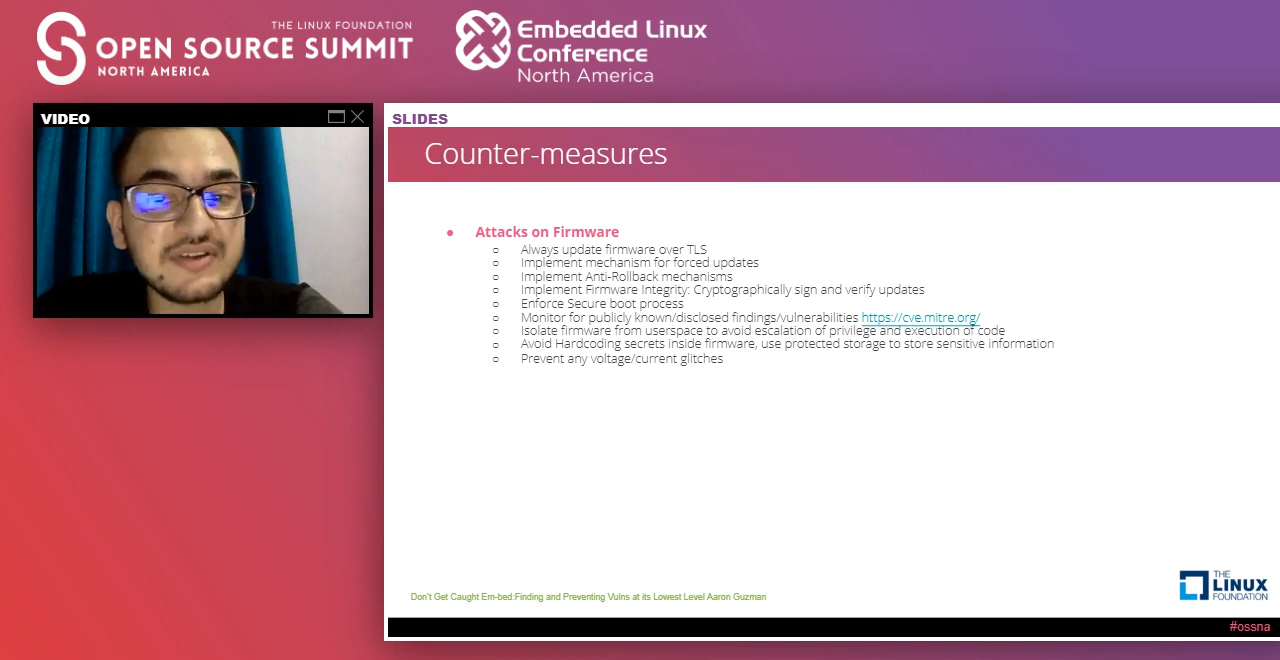 THE LINUX FOUNDATION
OPEN SOURCE SUMMIT
NORTH AMERICA
Embedded Linux
Conference
North America
VIDEO
SLIDES
Counter-measures
Attacks on Firmware
Always update firmware over TLS
Implement mechanism for forced updates
Implement Anti-Rollback mechanisms
Implement Firmware Integrity: Cryptographically sign and verify updates
Enforce Secure boot process
Monitor for publicly known/disclosed findings/vulnerabilities https://cve.mitre.org/
Isolate firmware from userspace to avoid escalation of privilege and execution of code
Avoid Hardcoding secrets inside firmware, use protected storage to store sensitive information
Prevent any voltage/current glitches
Don't Get Caught Em-bed:Finding and Preventing Vulns at its Lowest Level Aaron Guzman
THE
LINUX
FOUNDATION
#ossna